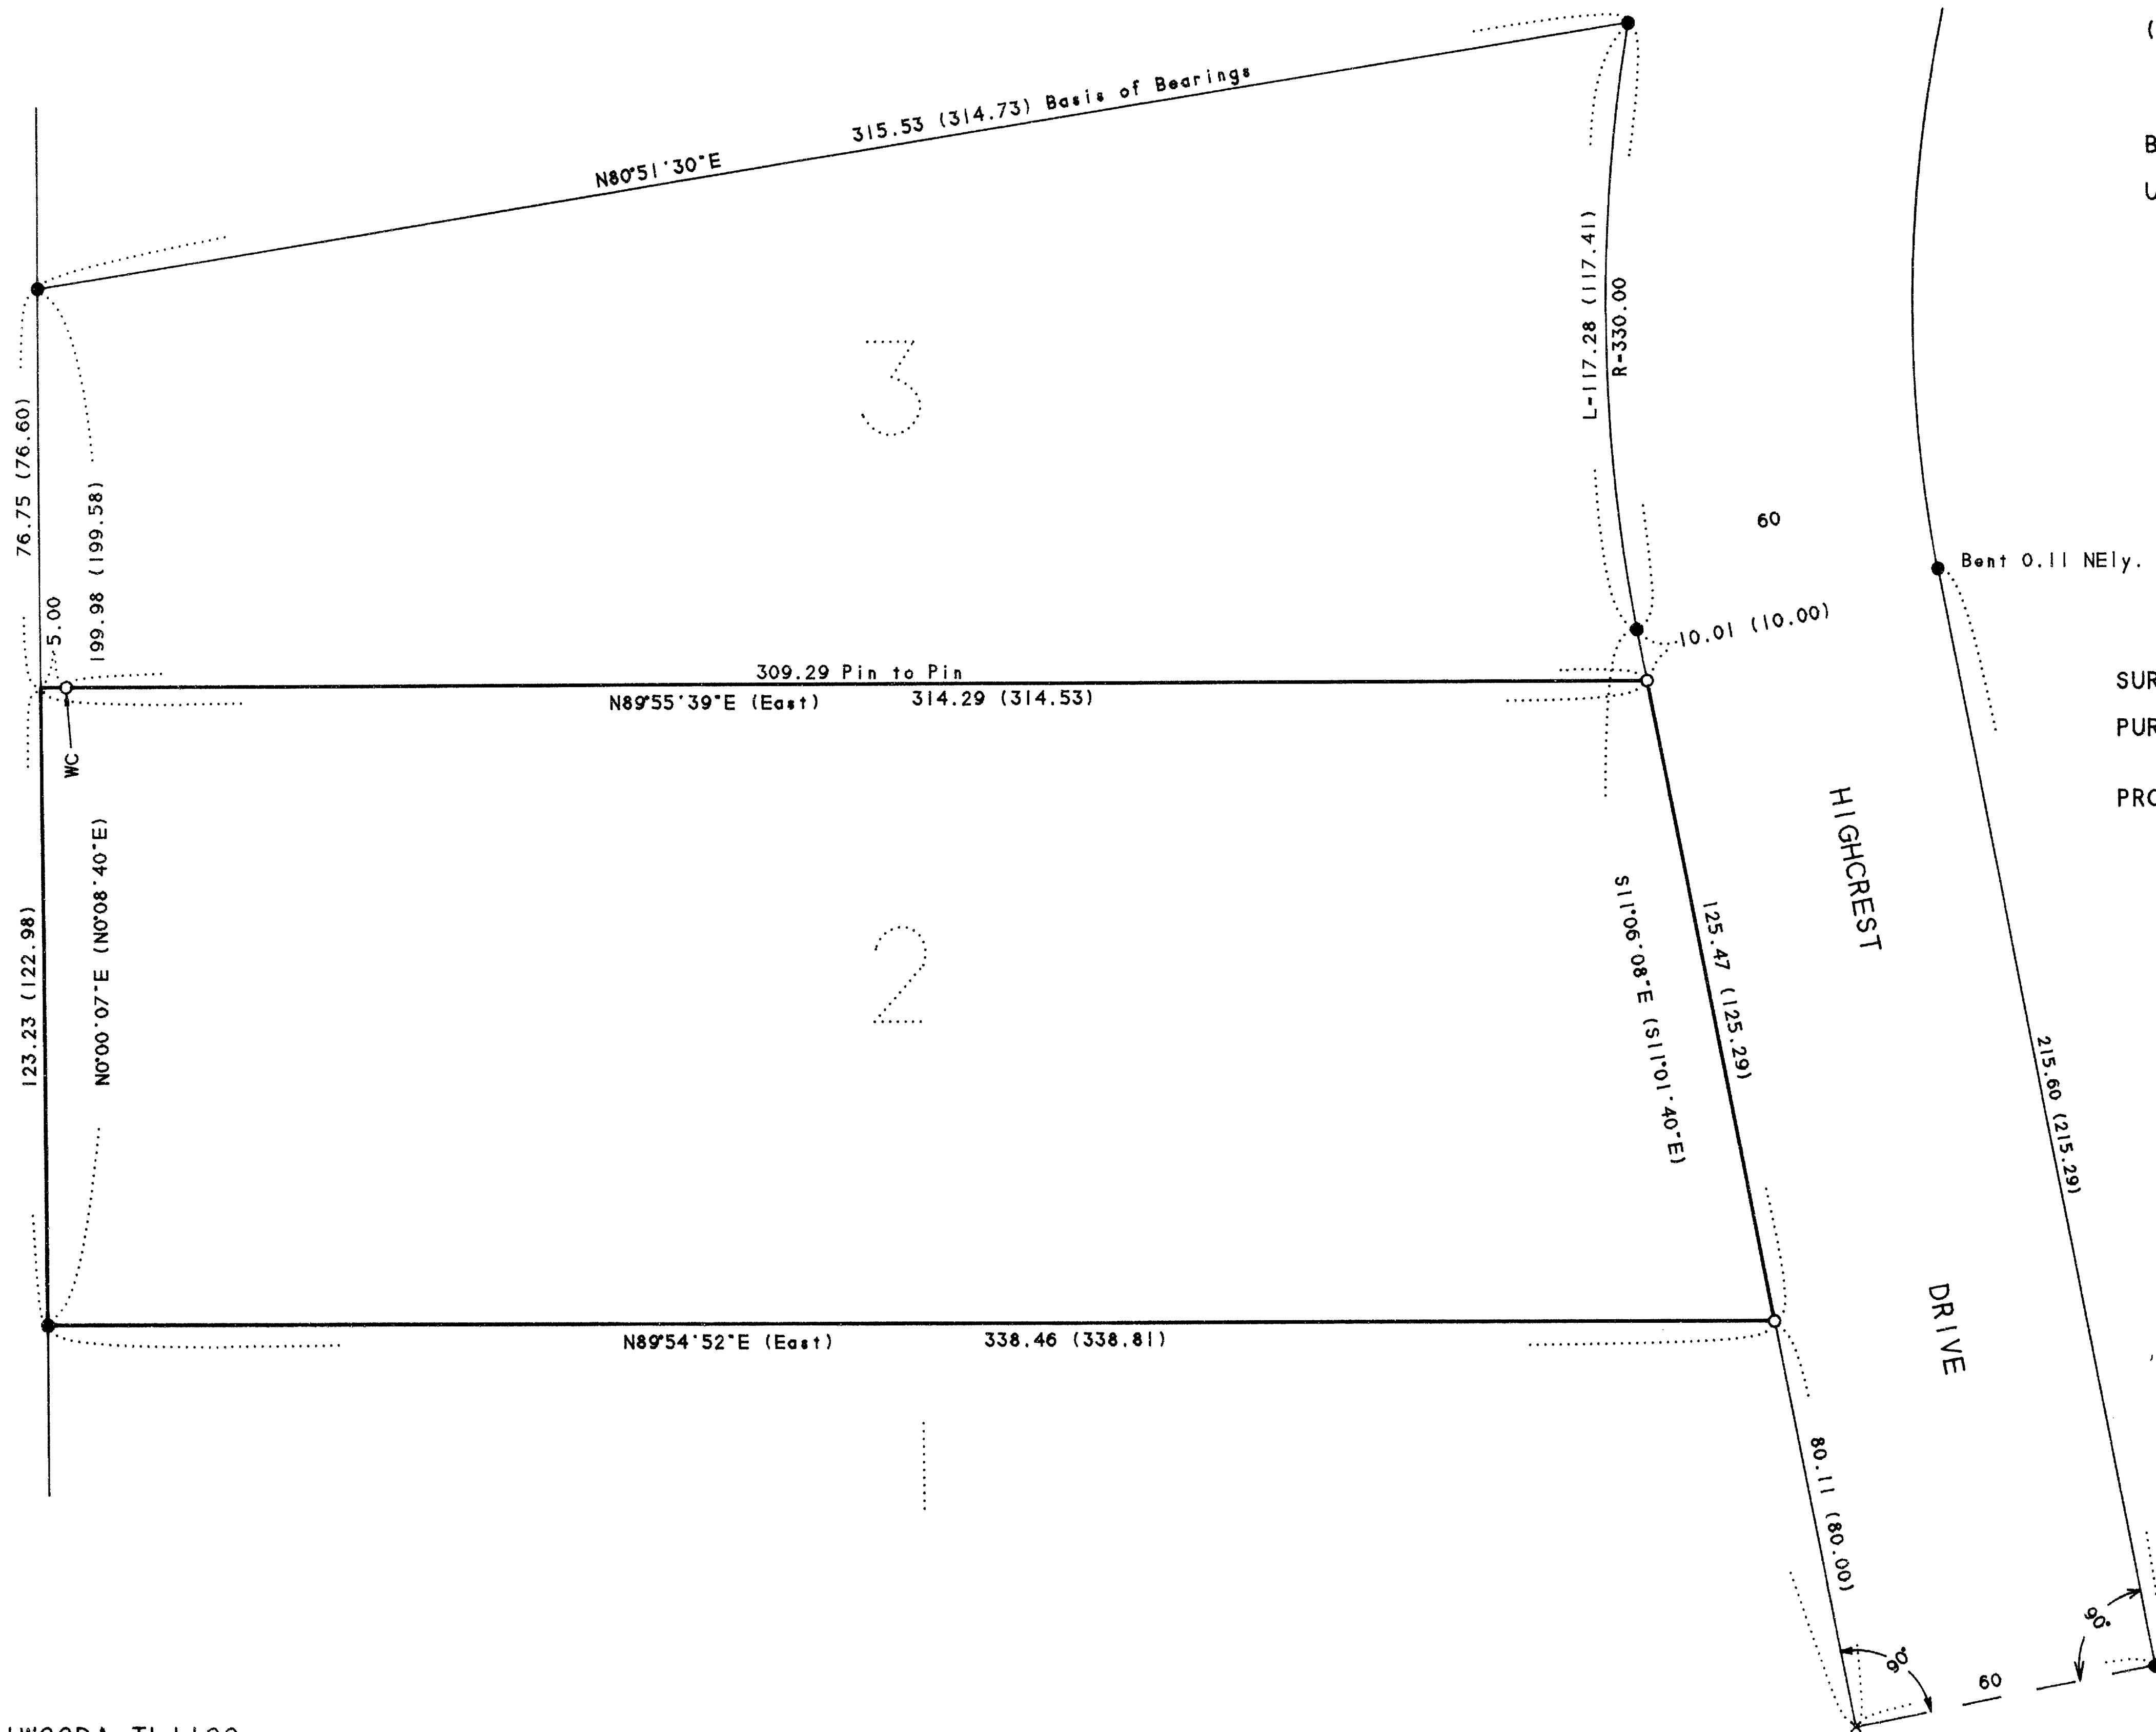 (
315.53 (314.73) Basis of Bearings
N80°51'30"E
B
U
76.75 (76.60)
199.98 (199.58)
5.00
3
L-117.28 (117.41)
R-330.00
60
Bent 0.11 NEly.
10.01 (10.00)
309.29 Pin to Pin
N89°55'39"E (East) 314.29 (314.53)
WC
SUR
PUR
PRO
HIGHCREST
123.23 (122.98)
N0°00'07"E (N0°08'40"E)
2
S11°06'08"E (S11°01'40"E)
125.47 (125.29)
215.60 (215.29)
DRIVE
N89°54'52"E (East) 338.46 (338.81)
1
80.11 (80.00)
90°
90°
60